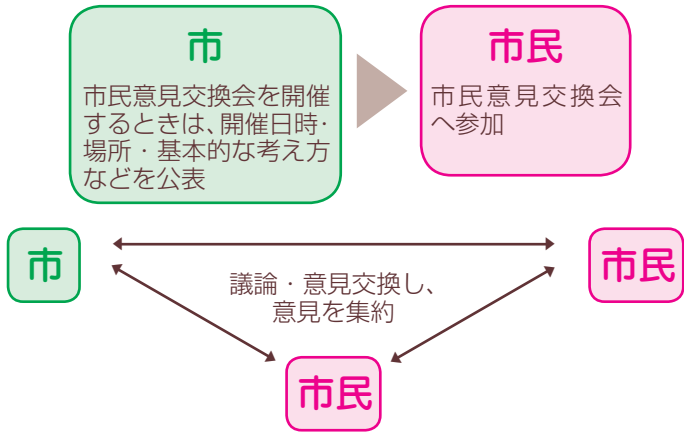 市
市民意見交換会を開催
するときは、開催日時・
場所・基本的な考え方
などを公表
市民
市民意見交換会
へ参加
市
市民
議論・意見交換し、
意見を集約
市民